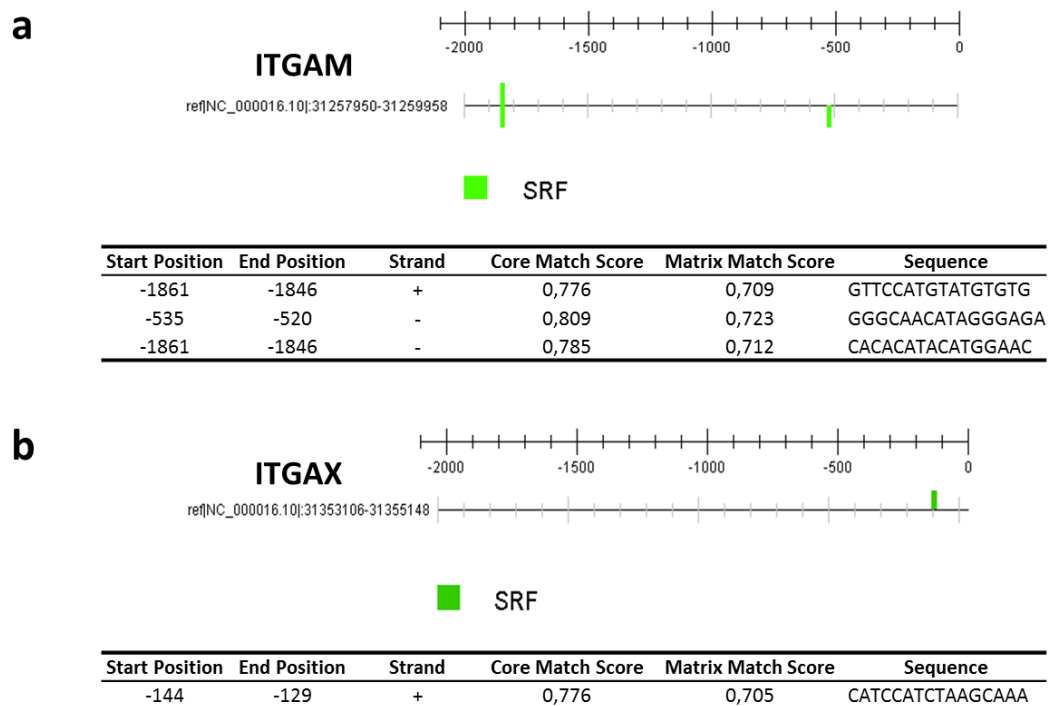 a
-2000 -1500 -1000 -500 0
ITGAM
ref|NC_000016.10|:31257950-31259958
SRF
Start Position End Position Strand Core Match Score Matrix Match Score Sequence
-1861 -1846 + 0,776 0,709 GTTCCATGTATGTGTG
-535 -520 - 0,809 0,723 GGGCAACATAGGGAGA
-1861 -1846 - 0,785 0,712 CACACATACATGGAAC
b
-2000 -1500 -1000 -500 0
ITGAX
ref|NC_000016.10|:31353106-31355148
SRF
Start Position End Position Strand Core Match Score Matrix Match Score Sequence
-144 -129 + 0,776 0,705 CATCCATCTAAGCAAA